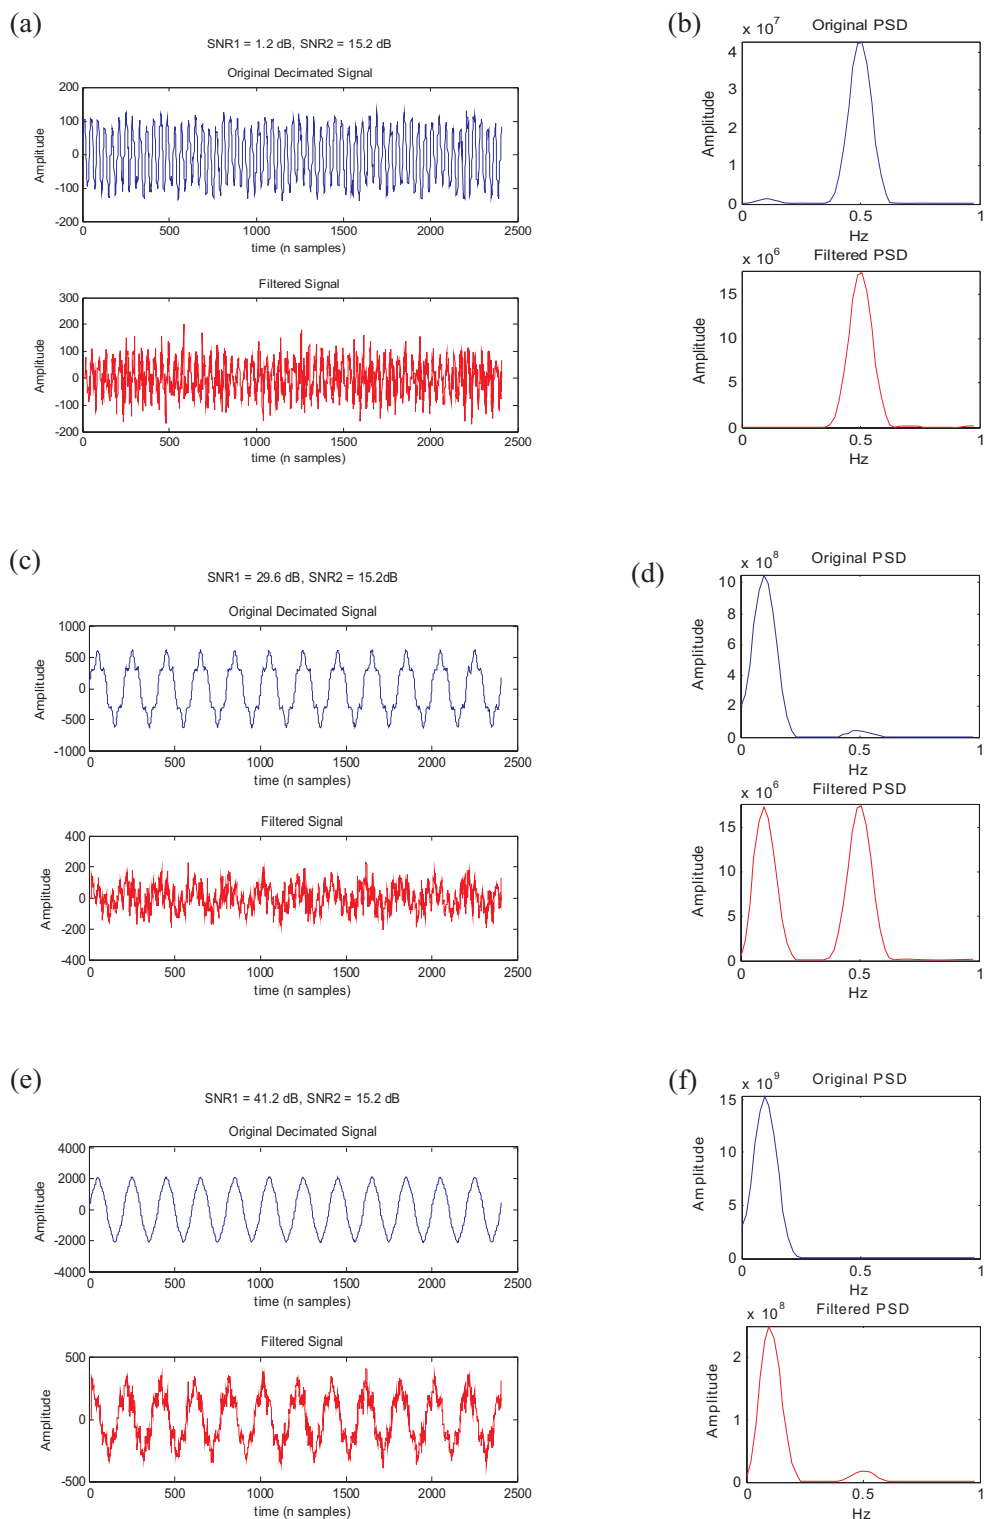 (a)
SNR1 = 1.2 dB, SNR2 = 15.2 dB
Original Decimated Signal
200
100
0
-100
-200
Amplitude
0 500 1000 1500 2000 2500
time (n samples)
Filtered Signal
300
200
100
0
-100
-200
Amplitude
0 500 1000 1500 2000 2500
time (n samples)
(b)
x 10^7
Original PSD
4
3
2
1
0
Amplitude
0 0.5 1
Hz
x 10^6
Filtered PSD
15
10
5
0
Amplitude
0 0.5 1
Hz
(c)
SNR1 = 29.6 dB, SNR2 = 15.2dB
Original Decimated Signal
1000
500
0
-500
-1000
Amplitude
0 500 1000 1500 2000 2500
time (n samples)
Filtered Signal
400
200
0
-200
-400
Amplitude
0 500 1000 1500 2000 2500
time (n samples)
(d)
x 10^8
Original PSD
10
8
6
4
2
0
Amplitude
0 0.5 1
Hz
x 10^6
Filtered PSD
15
10
5
0
Amplitude
0 0.5 1
Hz
(e)
SNR1 = 41.2 dB, SNR2 = 15.2 dB
Original Decimated Signal
4000
2000
0
-2000
-4000
Amplitude
0 500 1000 1500 2000 2500
time (n samples)
Filtered Signal
500
0
-500
Amplitude
0 500 1000 1500 2000 2500
time (n samples)
(f)
x 10^9
Original PSD
15
10
5
0
Amplitude
0 0.5 1
Hz
x 10^8
Filtered PSD
2
1
0
Amplitude
0 0.5 1
Hz